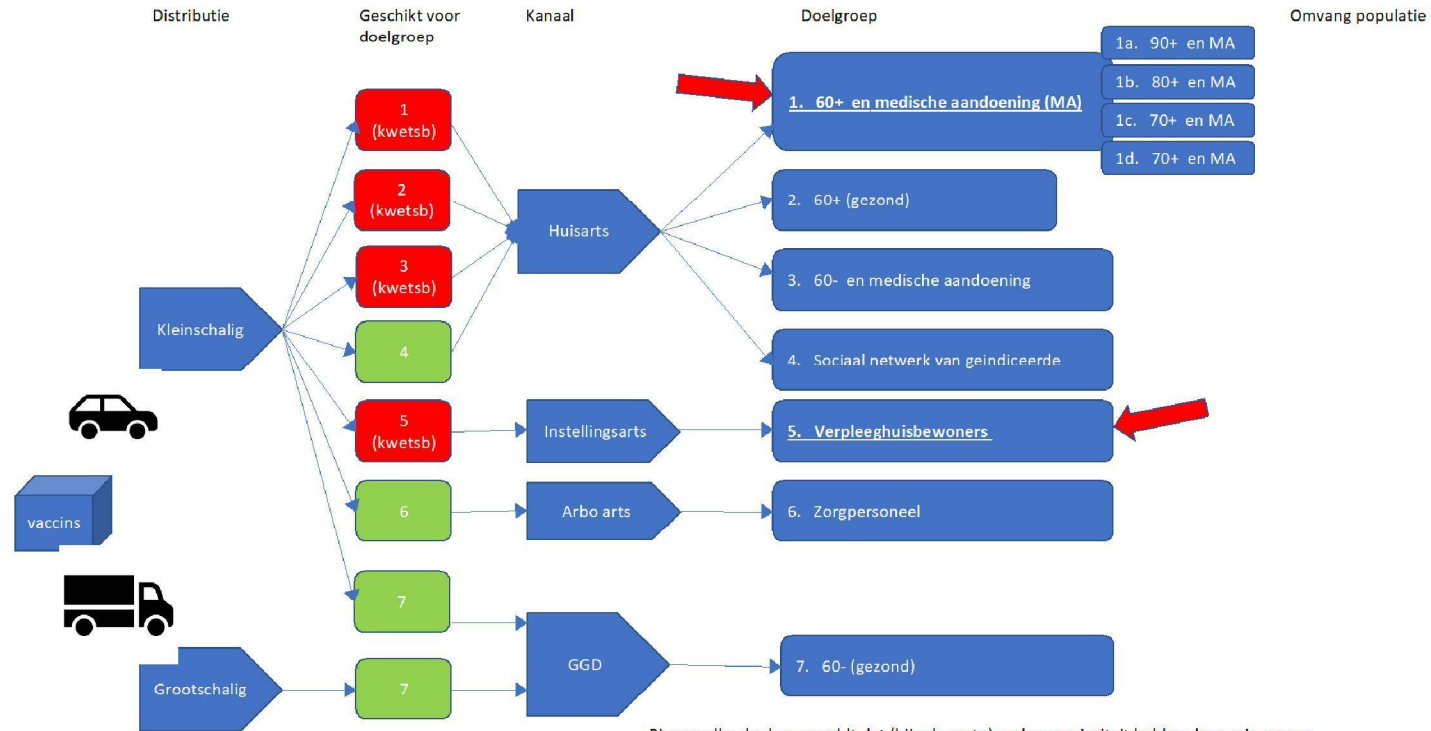 Distributie
Geschikt voor
doelgroep
Kanaal
Doelgroep
Omvang populatie
1
(kwetsb)
2
(kwetsb)
3
(kwetsb)
4
5
(kwetsb)
6
7
7
Kleinschalig
Grootschalig
vaccins
Huisarts
Instellingsarts
Arbo arts
GGD
1. 60+ en medische aandoening (MA)
1a. 90+ en MA
1b. 80+ en MA
1c. 70+ en MA
1d. 70+ en MA
2. 60+ (gezond)
3. 60- en medische aandoening
4. Sociaal netwerk van geindiceerde
5. Verpleeghuisbewoners
6. Zorgpersoneel
7. 60- (gezond)